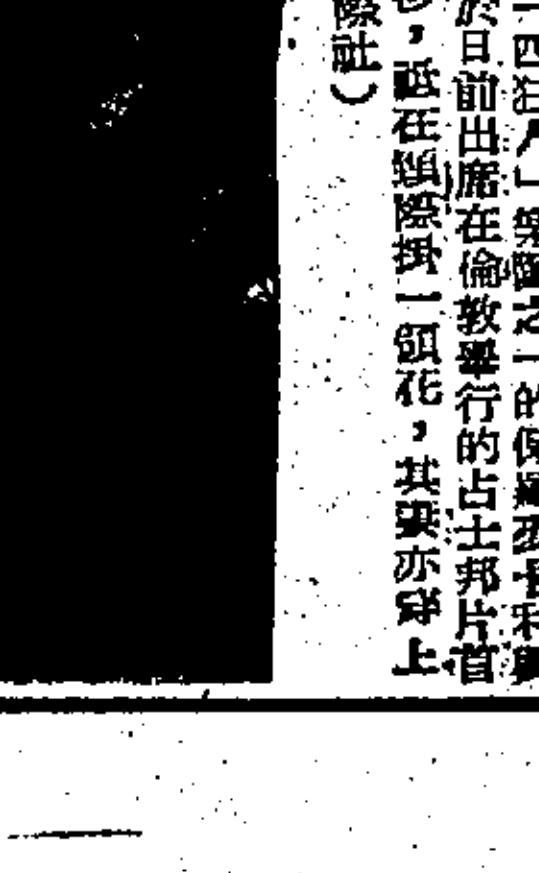 四狂人」樂隊之一的保羅麥卡利與
於日前出席在倫敦舉行的占士邦片首
,祗在頸際掛一領花,其妻亦穿上
際社)